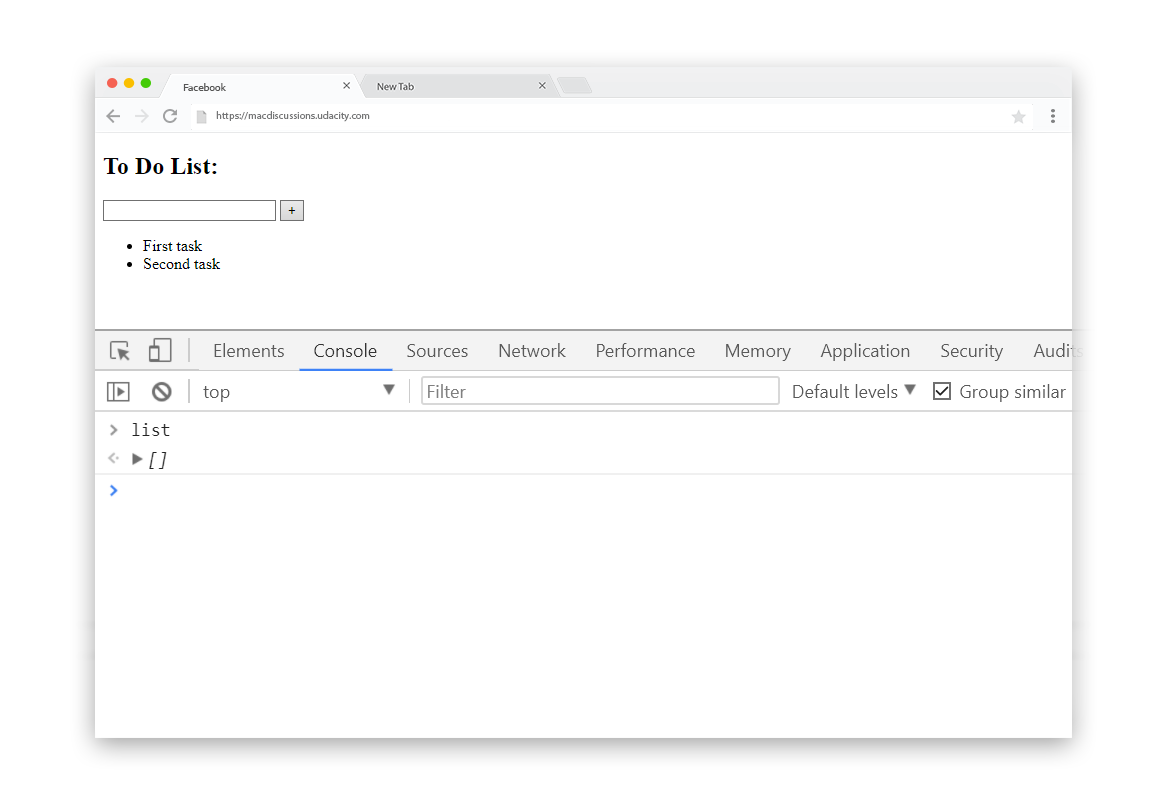 Facebook
New Tab
https://macdiscussions.udacity.com
To Do List:
+
First task
Second task
Elements Console Sources Network Performance Memory Application Security Audits
top Filter Default levels Group similar
list
[]